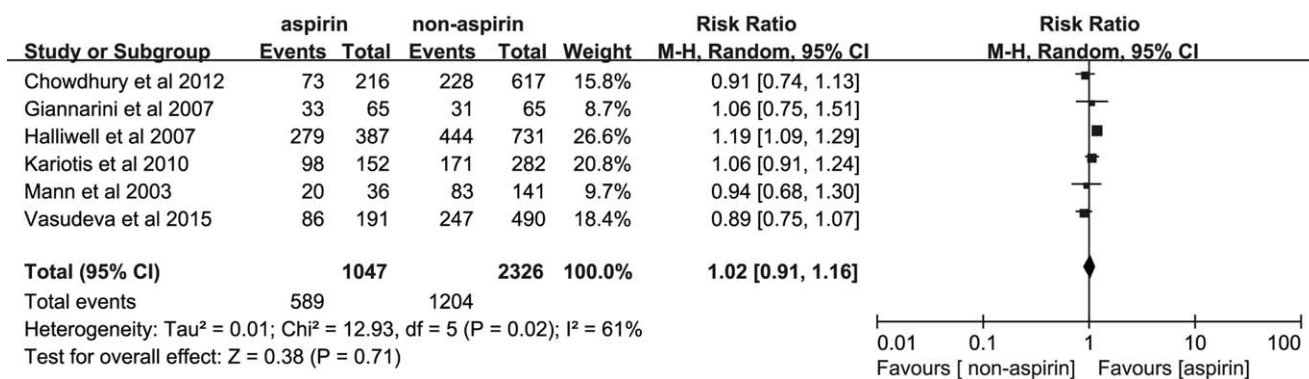 aspirin non-aspirin Risk Ratio Risk Ratio
Study or Subgroup Events Total Events Total Weight M-H, Random, 95% CI M-H, Random, 95% CI
Chowdhury et al 2012 73 216 228 617 15.8% 0.91 [0.74, 1.13]
Giannarini et al 2007 33 65 31 65 8.7% 1.06 [0.75, 1.51]
Halliwell et al 2007 279 387 444 731 26.6% 1.19 [1.09, 1.29]
Kariotis et al 2010 98 152 171 282 20.8% 1.06 [0.91, 1.24]
Mann et al 2003 20 36 83 141 9.7% 0.94 [0.68, 1.30]
Vasudeva et al 2015 86 191 247 490 18.4% 0.89 [0.75, 1.07]
Total (95% CI) 1047 2326 100.0% 1.02 [0.91, 1.16]
Total events 589 1204
Heterogeneity: Tau² = 0.01; Chi² = 12.93, df = 5 (P = 0.02); I² = 61%
Test for overall effect: Z = 0.38 (P = 0.71)
0.01 0.1 1 10 100
Favours [ non-aspirin] Favours [aspirin]